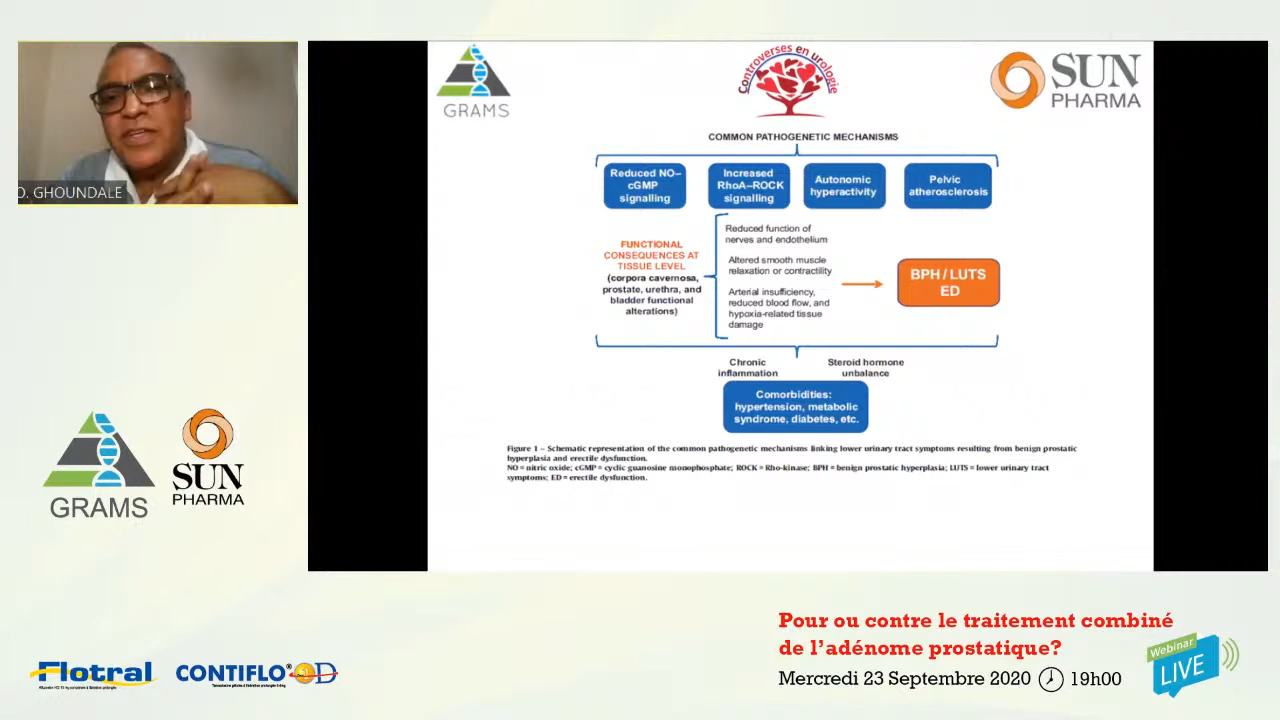 O. GHOUNDALE
GRAMS
Controverses en urologie
SUN
PHARMA
COMMON PATHOGENETIC MECHANISMS
Reduced NO–
cGMP
signalling
Increased
RhoA–ROCK
signalling
Autonomic
hyperactivity
Pelvic
atherosclerosis
FUNCTIONAL
CONSEQUENCES AT
TISSUE LEVEL
(corpora cavernosa,
prostate, urethra, and
bladder functional
alterations)
Reduced function of
nerves and endothelium
Altered smooth muscle
relaxation or contractility
Arterial insufficiency,
reduced blood flow, and
hypoxia-related tissue
damage
BPH / LUTS
ED
Chronic
inflammation
Steroid hormone
unbalance
Comorbidities:
hypertension, metabolic
syndrome, diabetes, etc.
Figure 1 – Schematic representation of the common pathogenetic mechanisms linking lower urinary tract symptoms resulting from benign prostatic
hyperplasia and erectile dysfunction.
NO = nitric oxide; cGMP = cyclic guanosine monophosphate; ROCK = Rho-kinase; BPH = benign prostatic hyperplasia; LUTS = lower urinary tract
symptoms; ED = erectile dysfunction.
GRAMS
SUN
PHARMA
Flotral
CONTIFLO® OD
Pour ou contre le traitement combiné
de l'adénome prostatique?
Mercredi 23 Septembre 2020 19h00
Webinar
LIVE